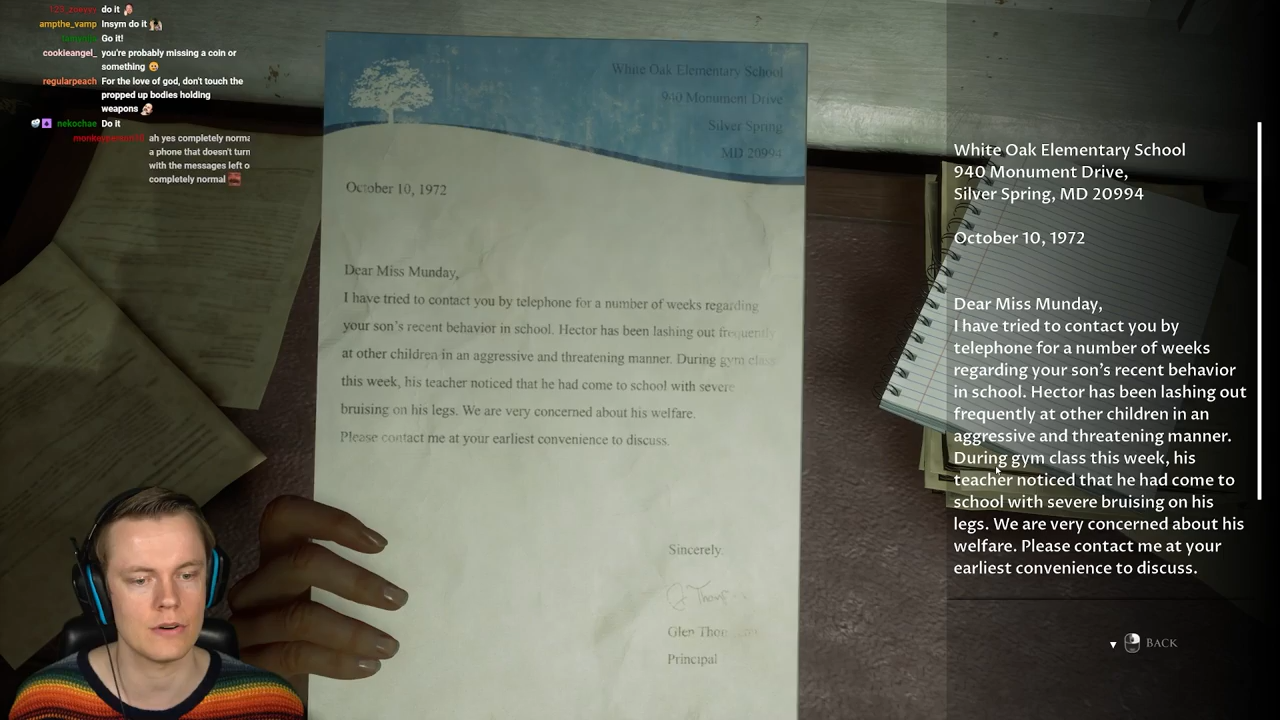 123_zoeyyy do it
ampthe_vamp Insym do it
Go it!
cookieangel_ you're probably missing a coin or
something
regularpeach For the love of god, don't touch the
propped up bodies holding
weapons
nekochae Do it
ah yes completely norma
a phone that doesn't turn
with the messages left o
completely normal
White Oak Elementary School
940 Monument Drive
Silver Spring
MD 20994
October 10, 1972
Dear Miss Munday,
I have tried to contact you by telephone for a number of weeks regarding
your son's recent behavior in school. Hector has been lashing out frequently
at other children in an aggressive and threatening manner. During gym class
this week, his teacher noticed that he had come to school with severe
bruising on his legs. We are very concerned about his welfare.
Please contact me at your earliest convenience to discuss.
Sincerely
Glen
Principal
White Oak Elementary School
940 Monument Drive,
Silver Spring, MD 20994
October 10, 1972
Dear Miss Munday,
I have tried to contact you by
telephone for a number of weeks
regarding your son's recent behavior
in school. Hector has been lashing out
frequently at other children in an
aggressive and threatening manner.
During gym class this week, his
teacher noticed that he had come to
school with severe bruising on his
legs. We are very concerned about his
welfare. Please contact me at your
earliest convenience to discuss.
BACK